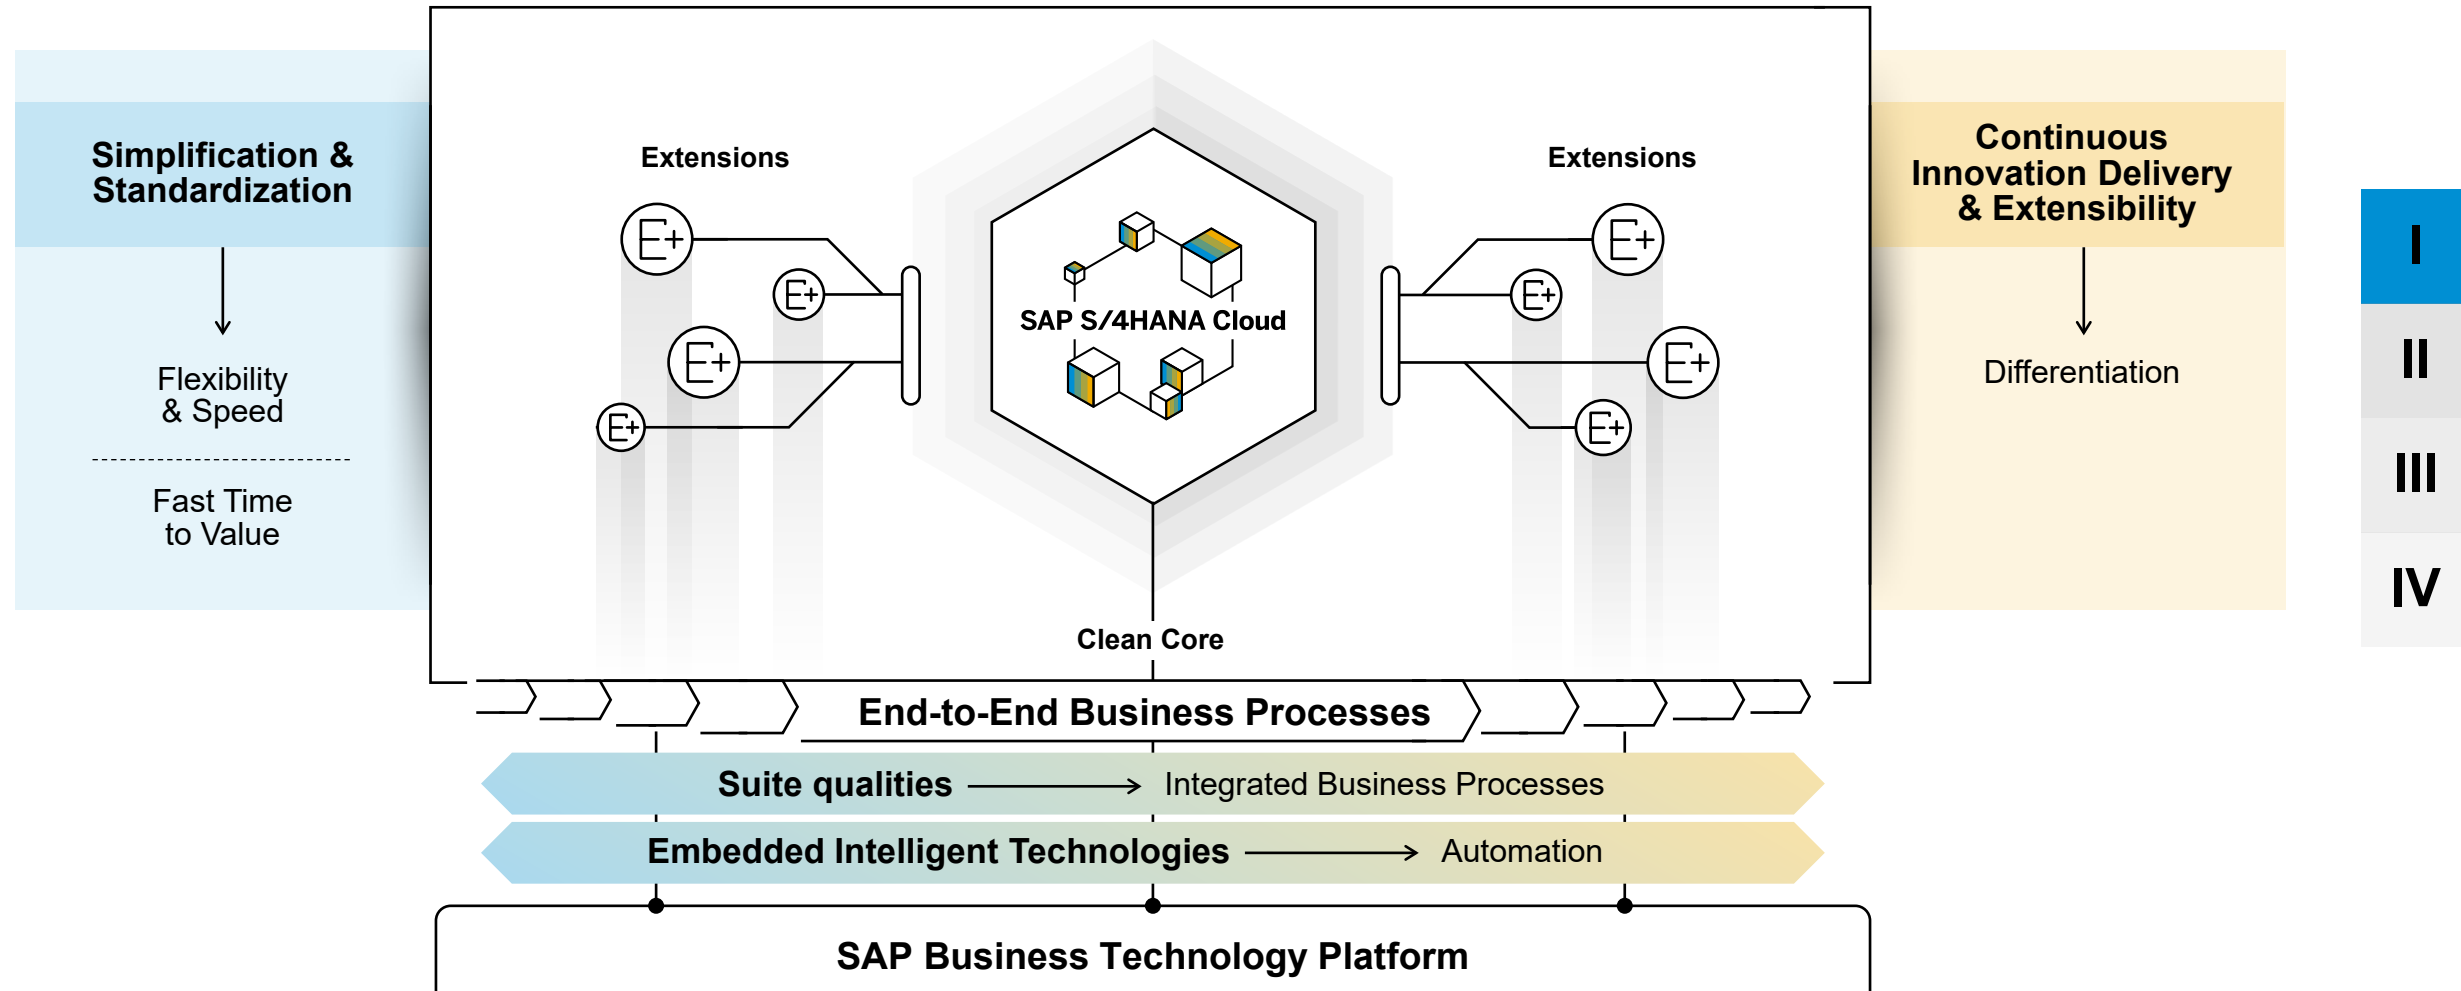 Simplification &
Standardization
Flexibility
& Speed
Fast Time
to Value
Extensions
E+
E+
E+
E+
SAP S/4HANA Cloud
Clean Core
Extensions
E+
E+
E+
E+
Continuous
Innovation Delivery
& Extensibility
Differentiation
I
II
III
IV
End-to-End Business Processes
Suite qualities Integrated Business Processes
Embedded Intelligent Technologies Automation
SAP Business Technology Platform